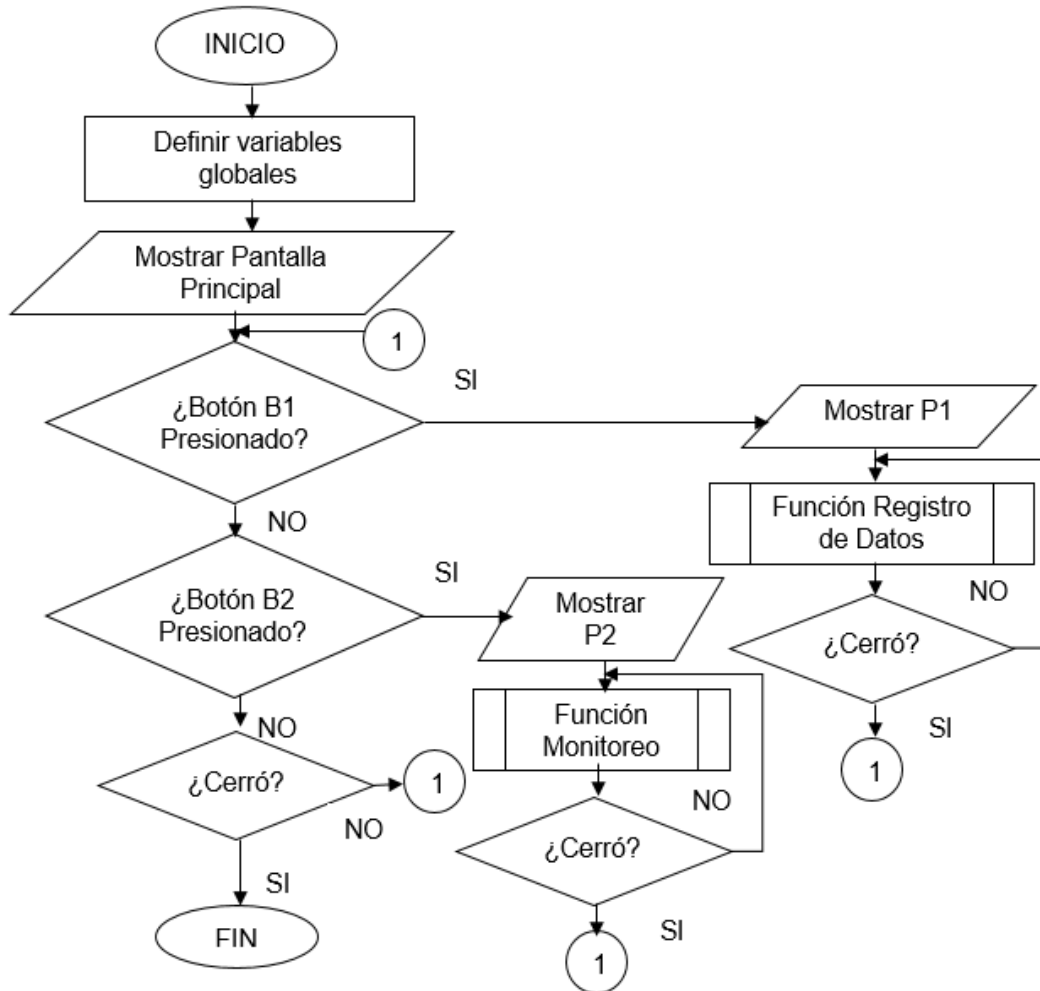 INICIO
Definir variables
globales
Mostrar Pantalla
Principal
1
¿Botón B1
Presionado?
SI
NO
Mostrar P1
Función Registro
de Datos
NO
¿Cerró?
SI
1
¿Botón B2
Presionado?
SI
NO
Mostrar
P2
Función
Monitoreo
NO
¿Cerró?
SI
1
¿Cerró?
NO
1
SI
FIN